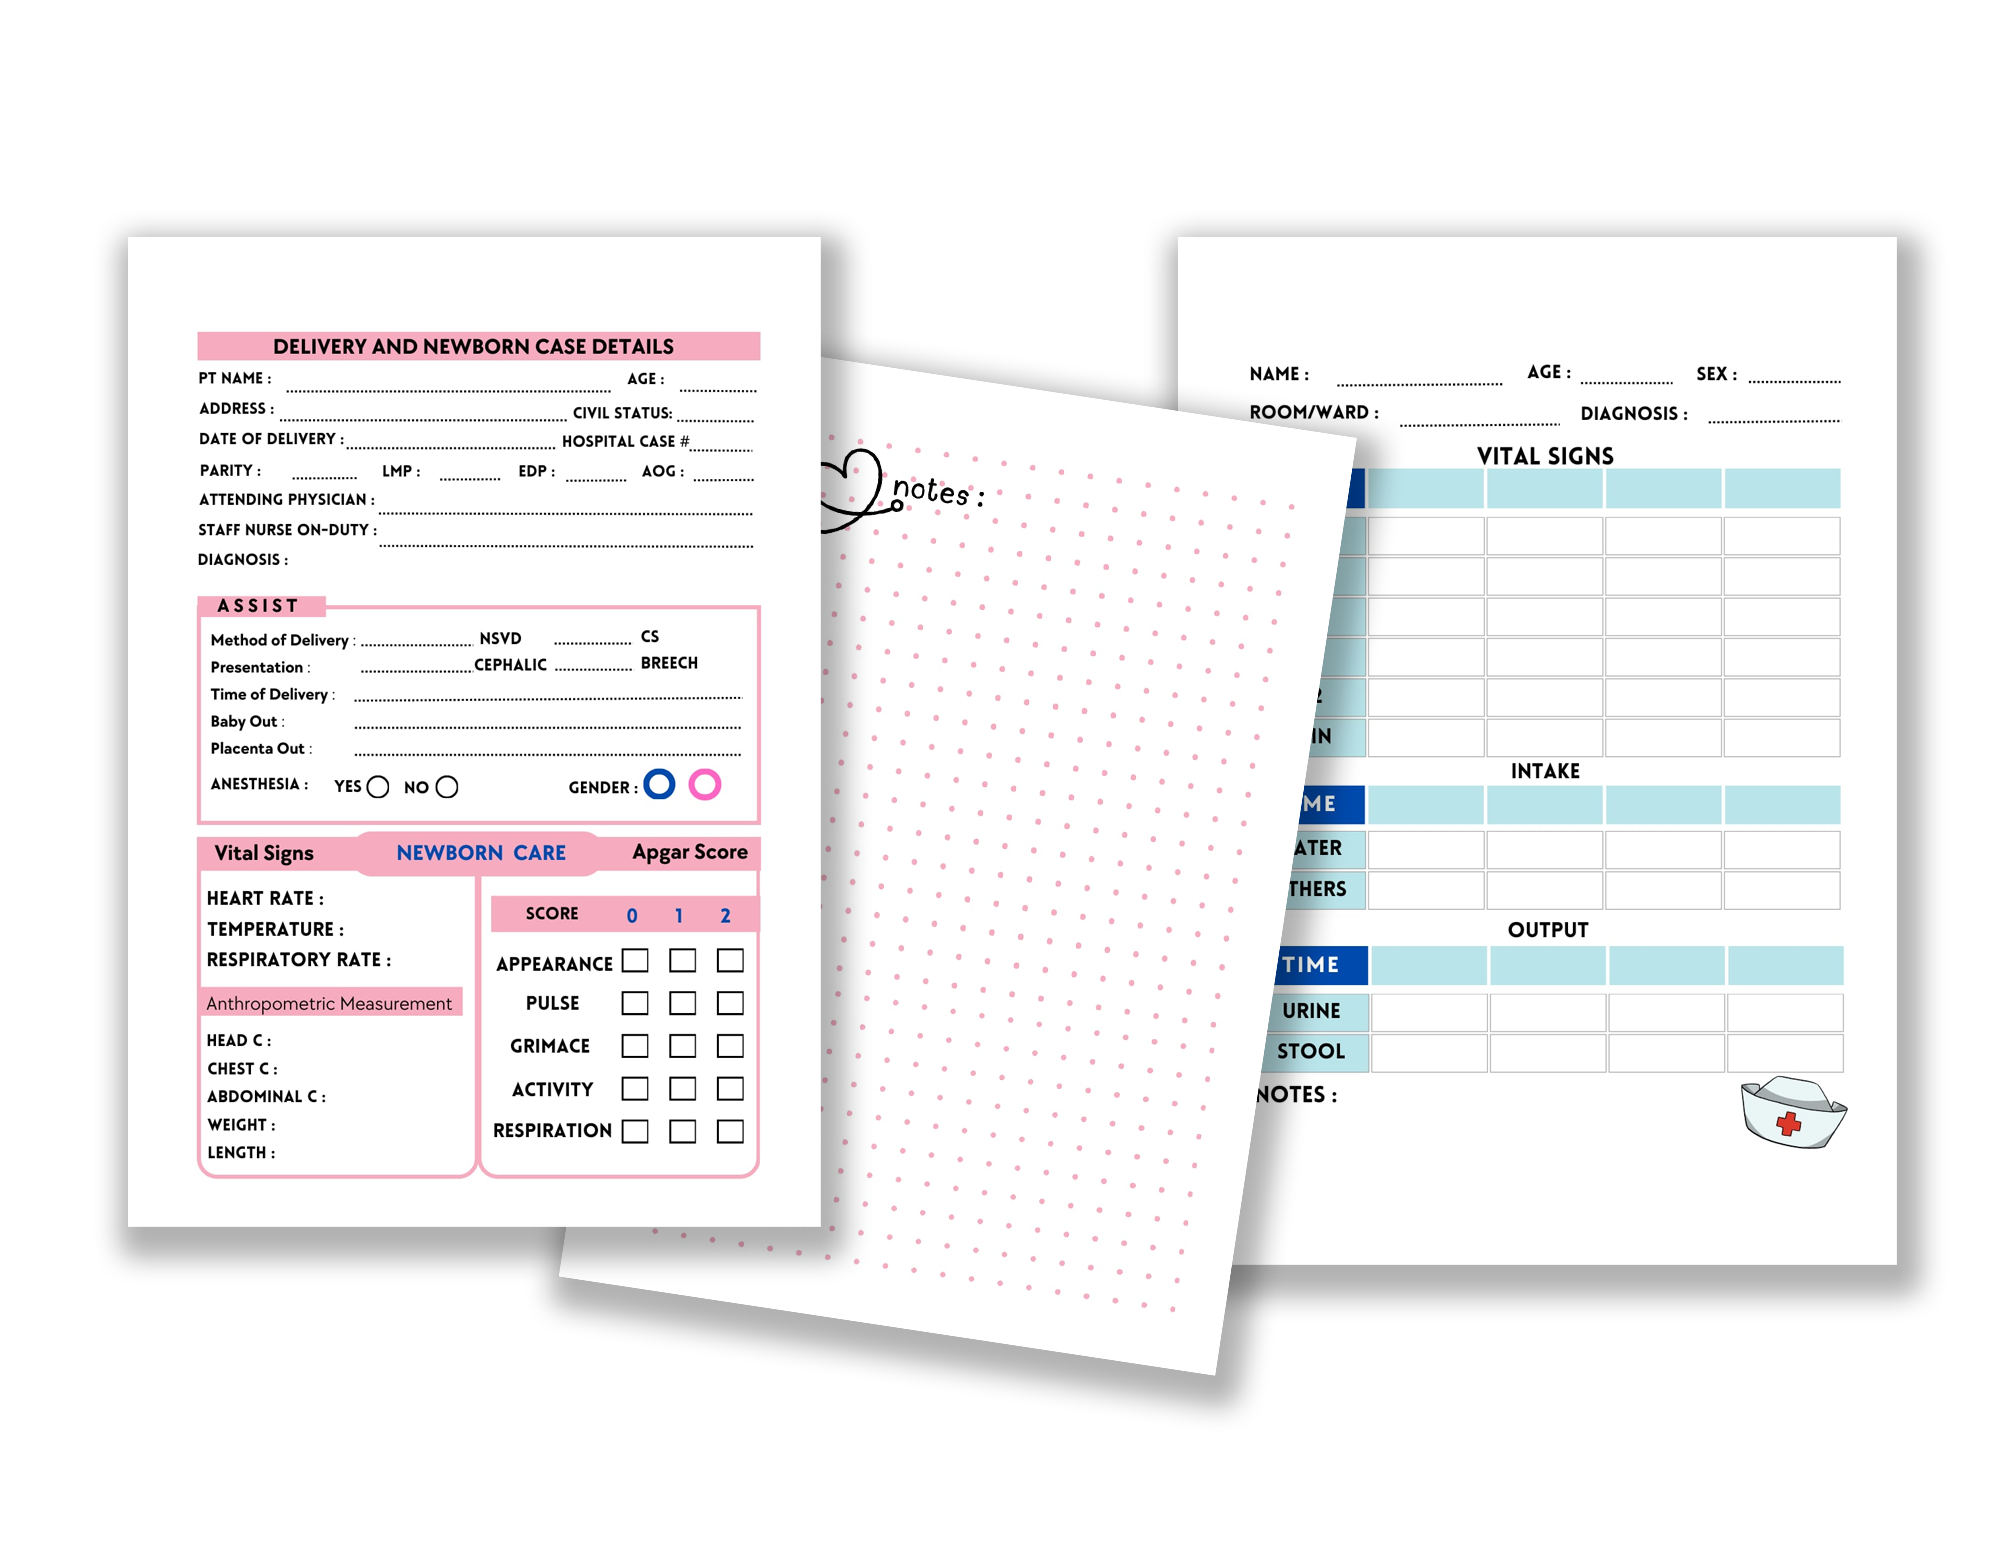 DELIVERY AND NEWBORN CASE DETAILS
PT NAME : AGE :
ADDRESS : CIVIL STATUS:
DATE OF DELIVERY : HOSPITAL CASE #
PARITY : LMP : EDP : AOG :
ATTENDING PHYSICIAN :
STAFF NURSE ON-DUTY :
DIAGNOSIS :
ASSIST
Method of Delivery : NSVD CS
Presentation : CEPHALIC BREECH
Time of Delivery :
Baby Out :
Placenta Out :
ANESTHESIA : YES NO GENDER :
Vital Signs NEWBORN CARE Apgar Score
HEART RATE :
TEMPERATURE :
RESPIRATORY RATE :
Anthropometric Measurement
HEAD C :
CHEST C :
ABDOMINAL C :
WEIGHT :
LENGTH :
SCORE 0 1 2
APPEARANCE
PULSE
GRIMACE
ACTIVITY
RESPIRATION
notes :
NAME : AGE : SEX :
ROOM/WARD : DIAGNOSIS :
VITAL SIGNS
2
IN
INTAKE
ME
ATER
THERS
OUTPUT
TIME
URINE
STOOL
NOTES :